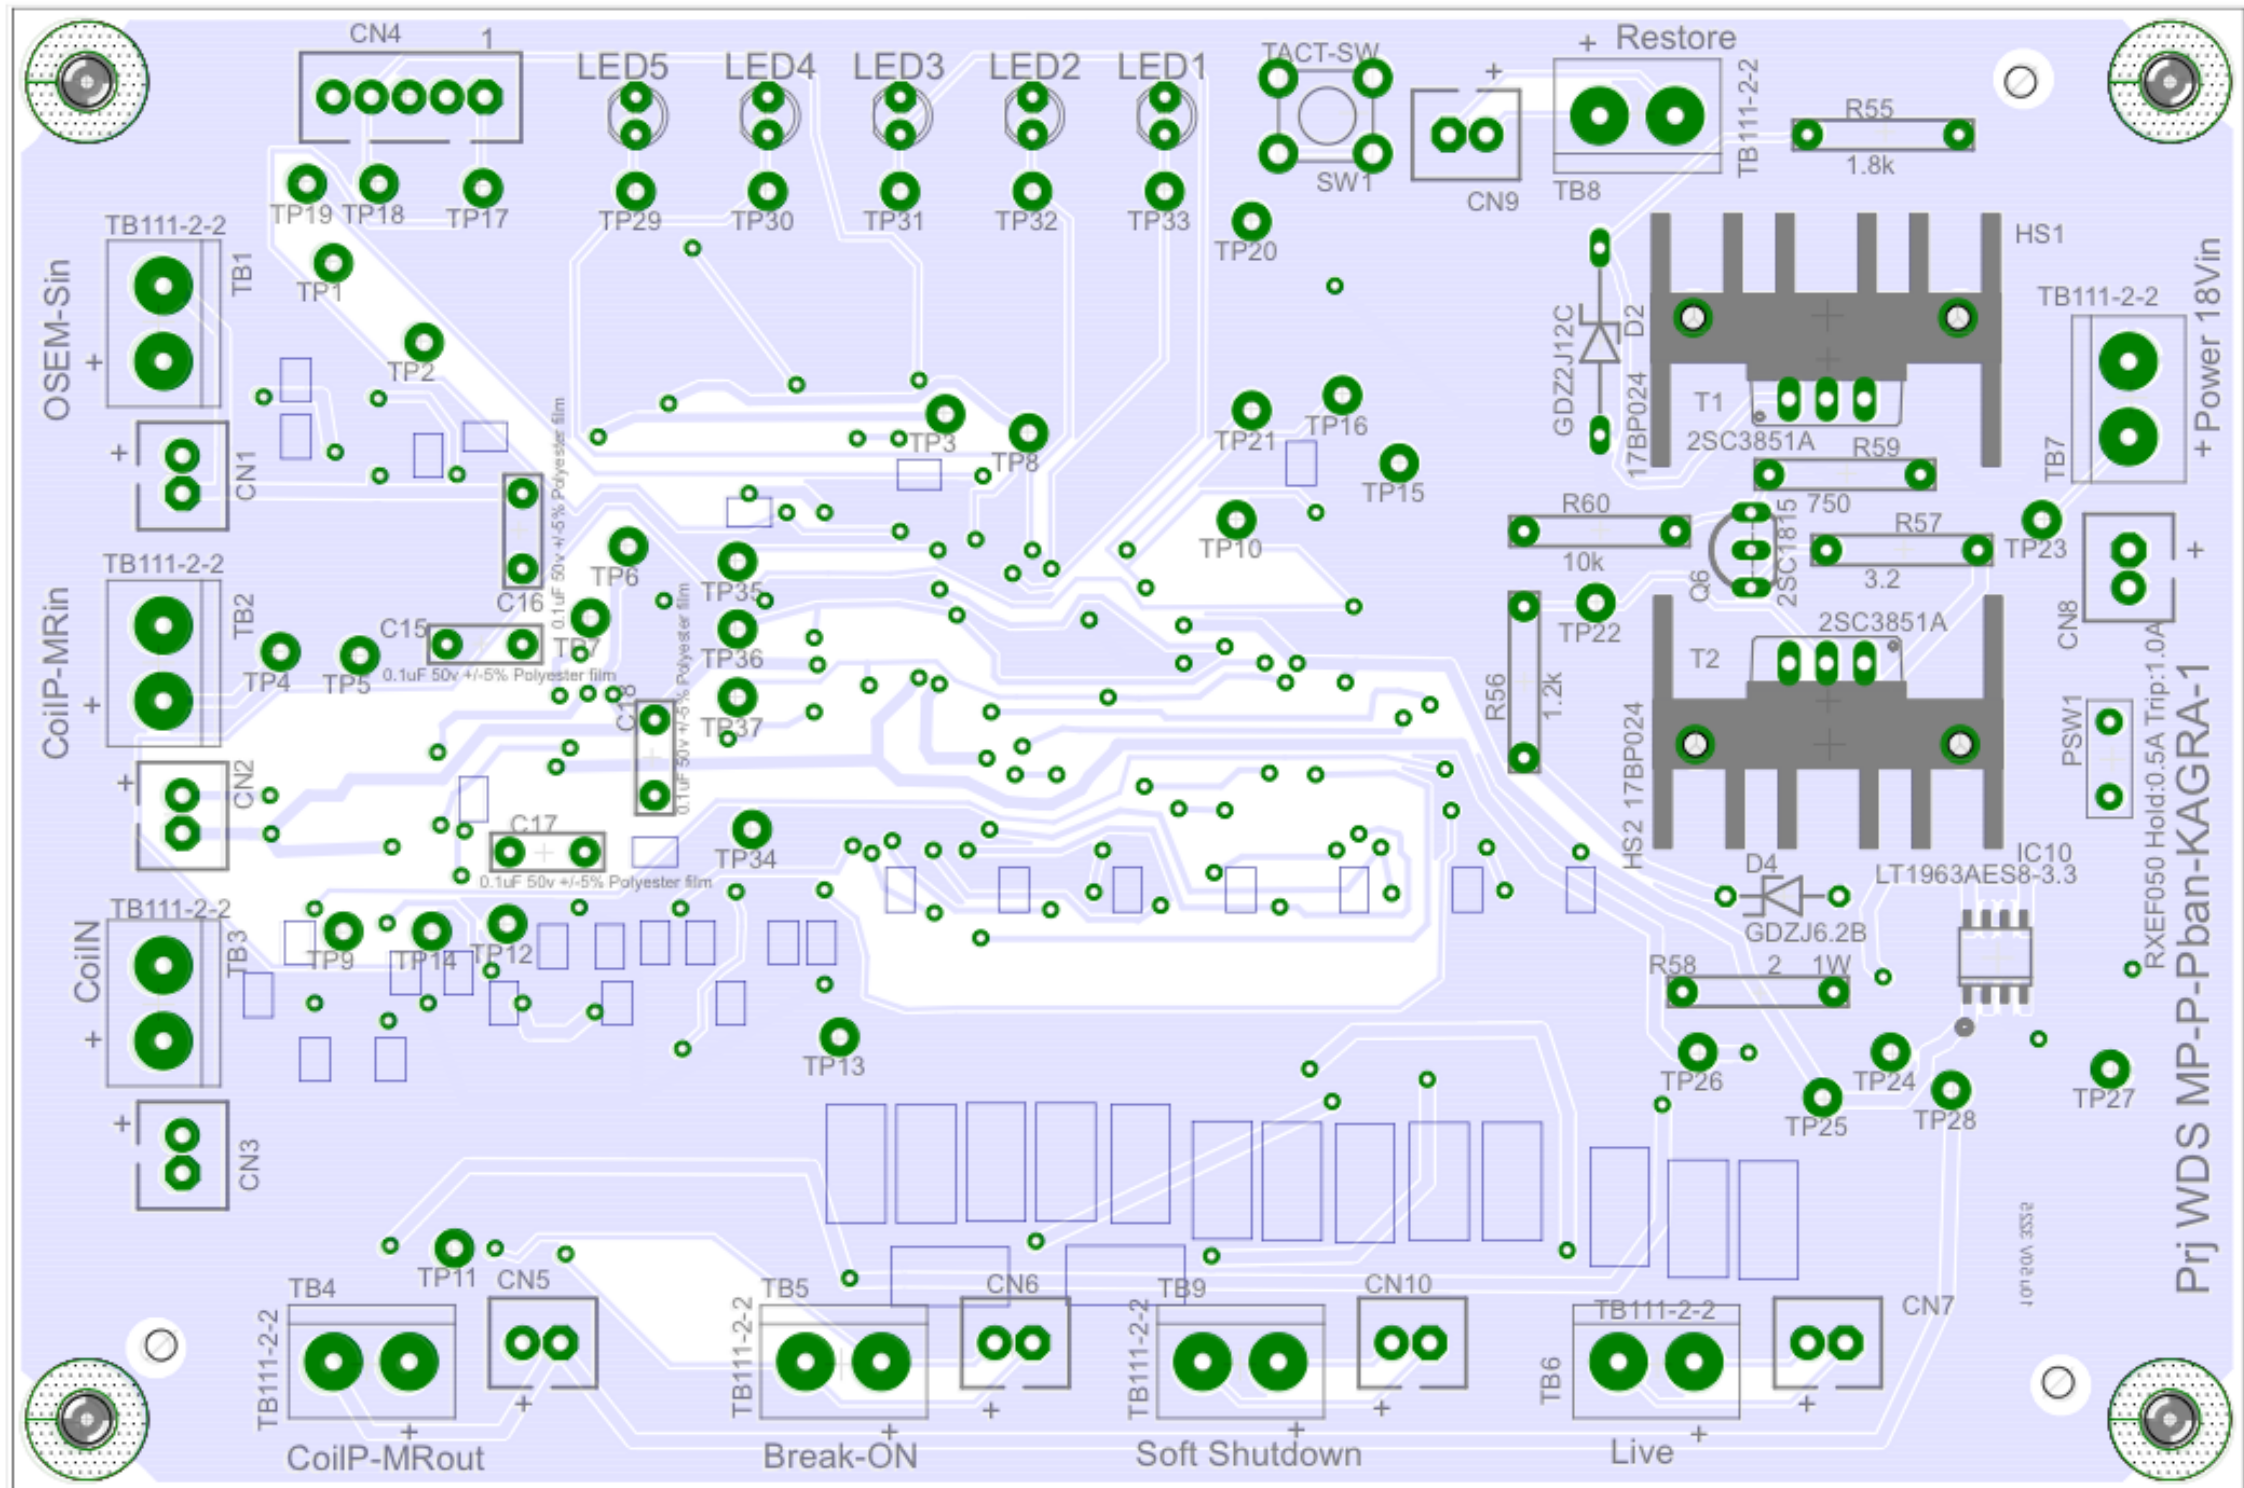 CN4
1
LED5
LED4
LED3
LED2
LED1
TACT-SW
SW1
+ Restore
+
CN9
TB8
TB111-2-2
R55
1.8k
TP19
TP18
TP17
TP29
TP30
TP31
TP32
TP33
TP20
TB111-2-2
TB1
OSEM-Sin
+
TP1
TP2
HS1
GDZ2J12C
D2
17BP024
TB111-2-2
TB7
+ Power 18Vin
T1
2SC3851A
TP3
TP8
TP21
TP16
TP15
+
CN1
R59
750
R60
10k
R57
3.2
2SC1815
Q6
TP10
TP23
C16
0.1uF 50v +/-5% Polyester film
TP6
TP35
TB111-2-2
TB2
CoilP-MRin
+
C15
0.1uF 50v +/-5% Polyester film
TP7
TP36
TP4
TP5
TP22
2SC3851A
T2
+
CN8
C18
0.1uF 50v +/-5% Polyester film
TP37
R56
1.2k
HS2 17BP024
PSW1
RXEF050 Hold:0.5A Trip:1.0A
Prj WDS MP-P-Pban-KAGRA-1
+
CN2
C17
0.1uF 50v +/-5% Polyester film
TP34
D4
GDZJ6.2B
IC10
LT1963AES8-3.3
TB111-2-2
TB3
CoilN
+
TP9
TP14
TP12
R58
2
1W
TP13
TP26
TP24
TP25
TP28
TP27
+
CN3
TP11
CN5
TB4
TB111-2-2
+
+
CoilP-MRout
TB5
TB111-2-2
CN6
+
+
Break-ON
TB9
TB111-2-2
CN10
+
+
Soft Shutdown
TB111-2-2
TB6
CN7
+
+
Live